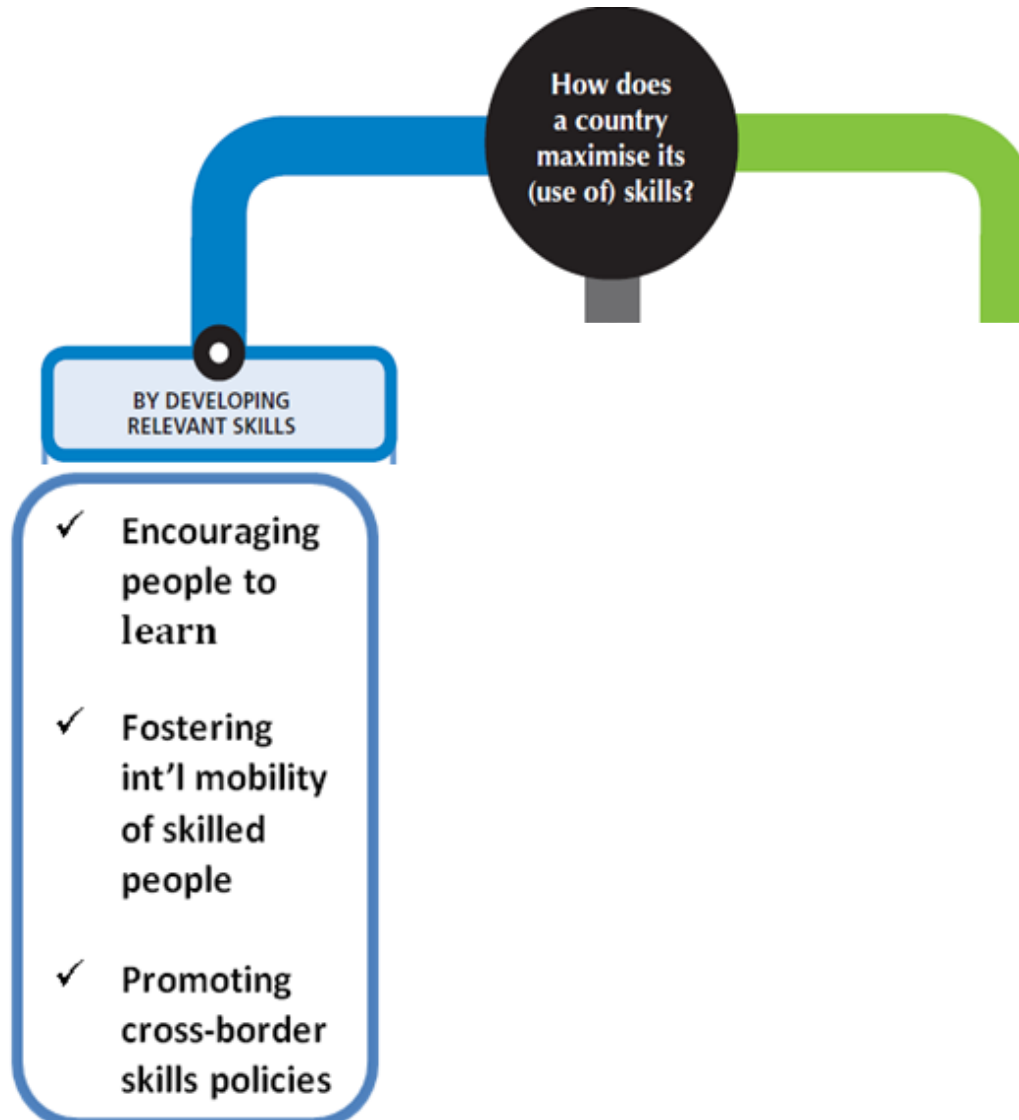 How does
a country
maximise its
(use of) skills?
BY DEVELOPING
RELEVANT SKILLS
✓ Encouraging
people to
learn
✓ Fostering
int'l mobility
of skilled
people
✓ Promoting
cross-border
skills policies